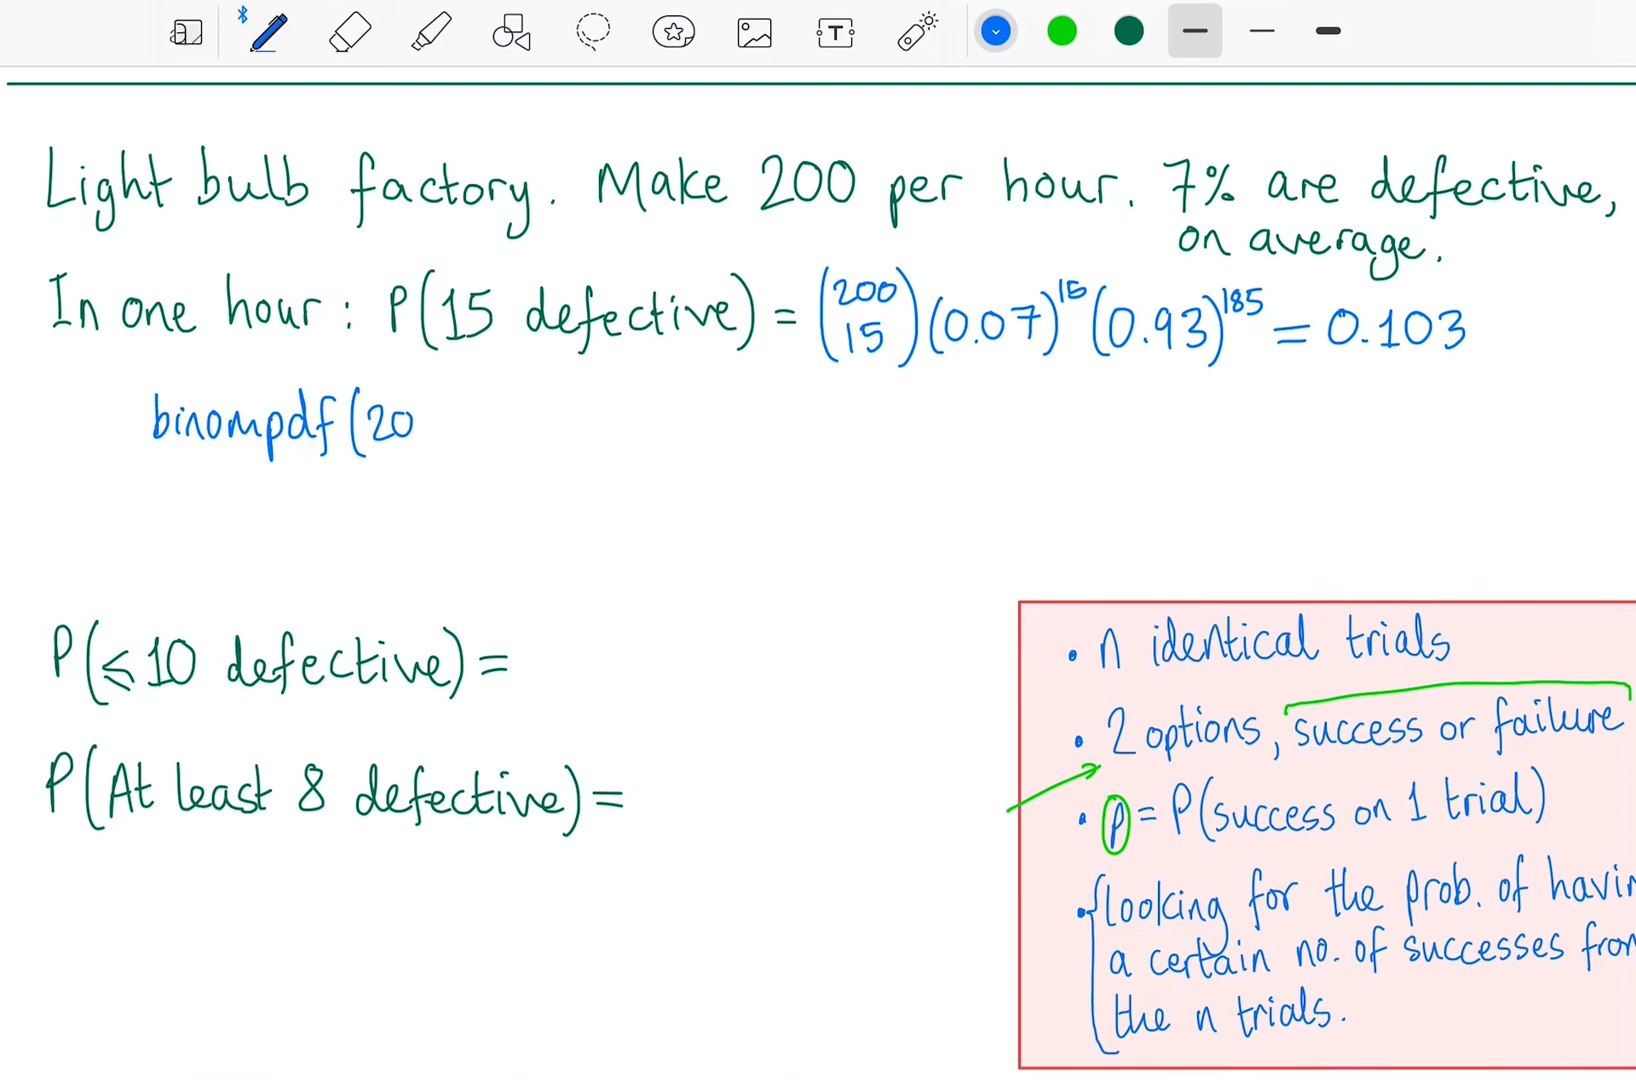 T
Light bulb factory. Make 200 per hour. 7% are defective,
on average.
In one hour: P(15 defective) = (200 15)(0.07)^15 (0.93)^185 = 0.103
binompdf(20
P(≤10 defective) =
P(At least 8 defective) =
• n identical trials
• 2 options, success or failure
• p = P(success on 1 trial)
• looking for the prob. of havin
a certain no. of successes from
the n trials.